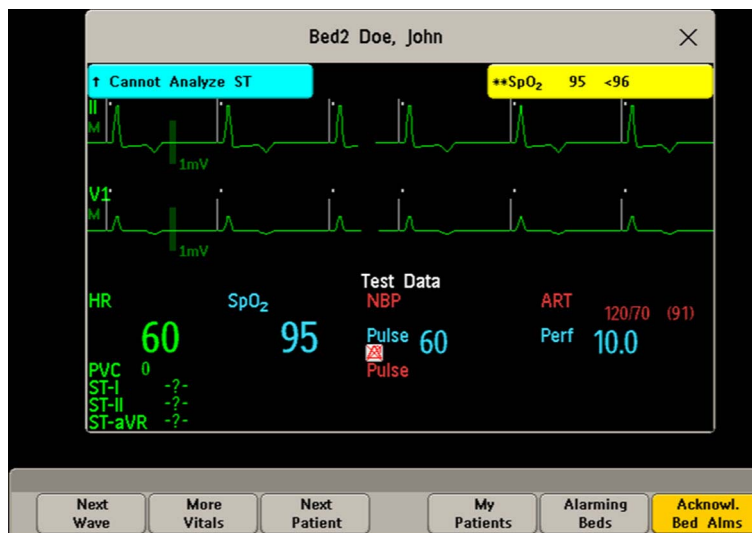 Bed2 Doe, John
↑ Cannot Analyze ST
**SpO₂ 95 <96
II
M
1mV
V1
M
1mV
Test Data
HR
SpO₂
NBP
ART
120/70 (91)
60
95
Pulse 60
Perf 10.0
Pulse
PVC 0
ST-I -?-
ST-II -?-
ST-aVR -?-
Next
Wave
More
Vitals
Next
Patient
My
Patients
Alarming
Beds
Acknowl.
Bed Alms